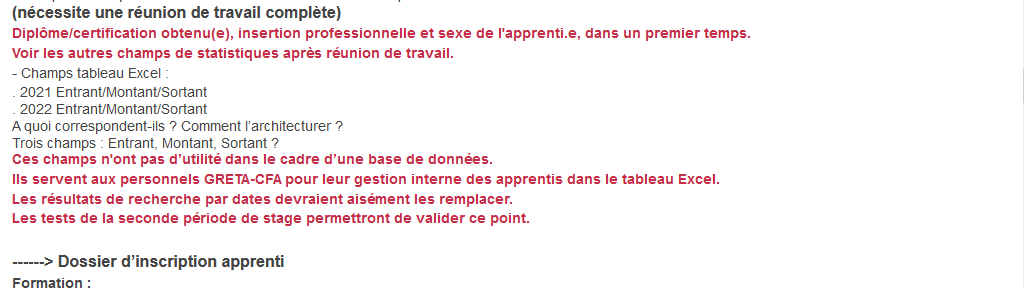 (nécessite une réunion de travail complète)
Diplôme/certification obtenu(e), insertion professionnelle et sexe de l'apprenti.e, dans un premier temps.
Voir les autres champs de statistiques après réunion de travail.
- Champs tableau Excel :
. 2021 Entrant/Montant/Sortant
. 2022 Entrant/Montant/Sortant
A quoi correspondent-ils ? Comment l’architecturer ?
Trois champs : Entrant, Montant, Sortant ?
Ces champs n'ont pas d’utilité dans le cadre d’une base de données.
Ils servent aux personnels GRETA-CFA pour leur gestion interne des apprentis dans le tableau Excel.
Les résultats de recherche par dates devraient aisément les remplacer.
Les tests de la seconde période de stage permettront de valider ce point.
------> Dossier d’inscription apprenti
Formation :